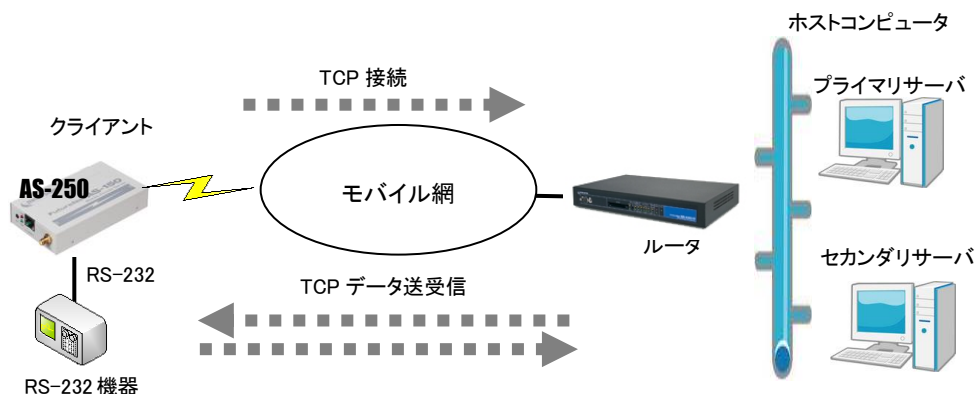 ホストコンピュータ
TCP 接続
プライマリサーバ
クライアント
AS-250
モバイル網
ルータ
RS-232
TCP データ送受信
セカンダリサーバ
RS-232 機器